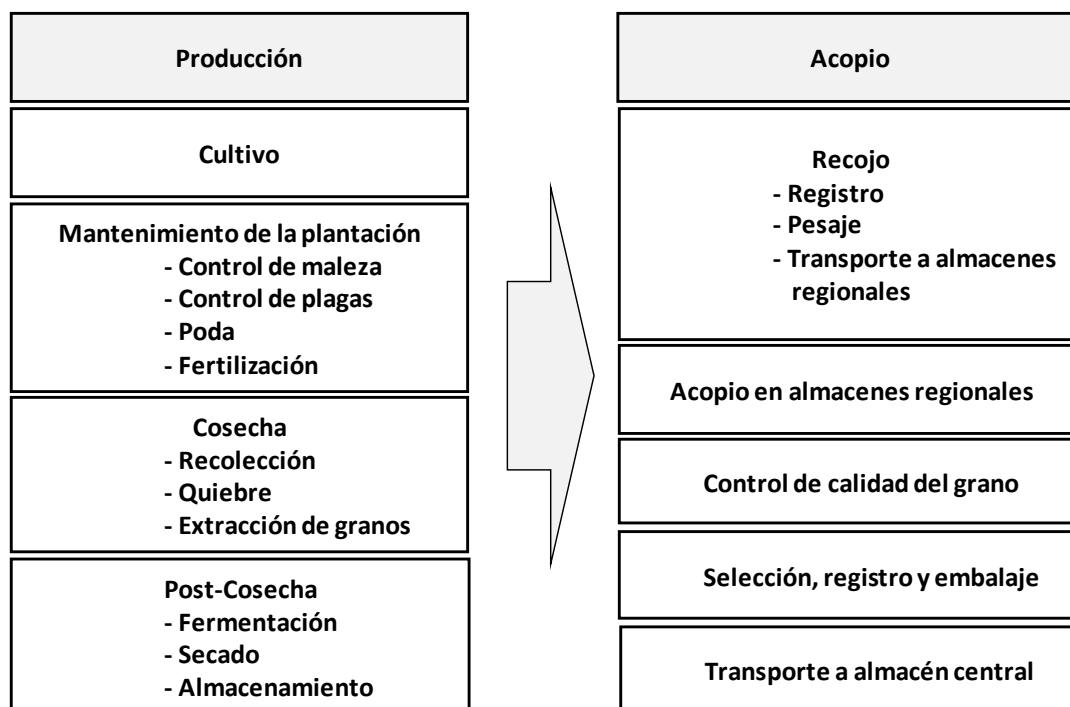 Producción
Cultivo
Mantenimiento de la plantación
- Control de maleza
- Control de plagas
- Poda
- Fertilización
Cosecha
- Recolección
- Quiebre
- Extracción de granos
Post-Cosecha
- Fermentación
- Secado
- Almacenamiento
Acopio
Recojo
- Registro
- Pesaje
- Transporte a almacenes
regionales
Acopio en almacenes regionales
Control de calidad del grano
Selección, registro y embalaje
Transporte a almacén central